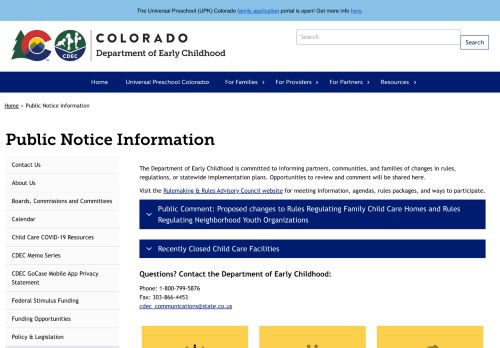 The Universal Preschool (UPK) Colorado family application portal is open! Get more info here.
COLORADO
Department of Early Childhood
CDEC
Search
Search
Home
Universal Preschool Colorado
For Families
For Providers
For Partners
Resources
Home › Public Notice Information
Public Notice Information
Contact Us
About Us
Boards, Commissions and Committees
Calendar
Child Care COVID-19 Resources
CDEC Memo Series
CDEC GoCase Mobile App Privacy
Statement
Federal Stimulus Funding
Funding Opportunities
Policy & Legislation
The Department of Early Childhood is committed to informing partners, communities, and families of changes in rules,
regulations, or statewide implementation plans. Opportunities to review and comment will be shared here.
Visit the Rulemaking & Rules Advisory Council website for meeting information, agendas, rules packages, and ways to participate.
Public Comment: Proposed changes to Rules Regulating Family Child Care Homes and Rules
Regulating Neighborhood Youth Organizations
Recently Closed Child Care Facilities
Questions? Contact the Department of Early Childhood:
Phone: 1-800-799-5876
Fax: 303-866-4453
cdec_communications@state.co.us